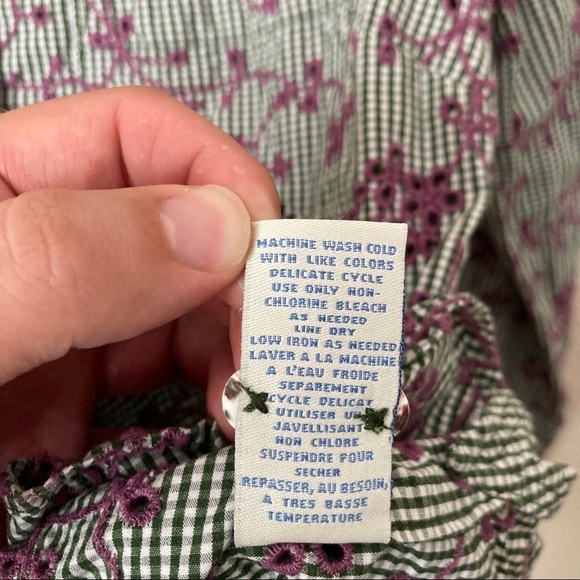 MACHINE WASH COLD
WITH LIKE COLORS
DELICATE CYCLE
USE ONLY NON-
CHLORINE BLEACH
AS NEEDED
LINE DRY
LOW IRON AS NEEDED
LAVER A LA MACHINE
A L'EAU FROIDE
SEPAREMENT
CYCLE DELICAT
UTILISER UN
JAVELLISANT
NON CHLORE
SUSPENDRE POUR
SECHER
REPASSER, AU BESOIN,
A TRES BASSE
TEMPERATURE